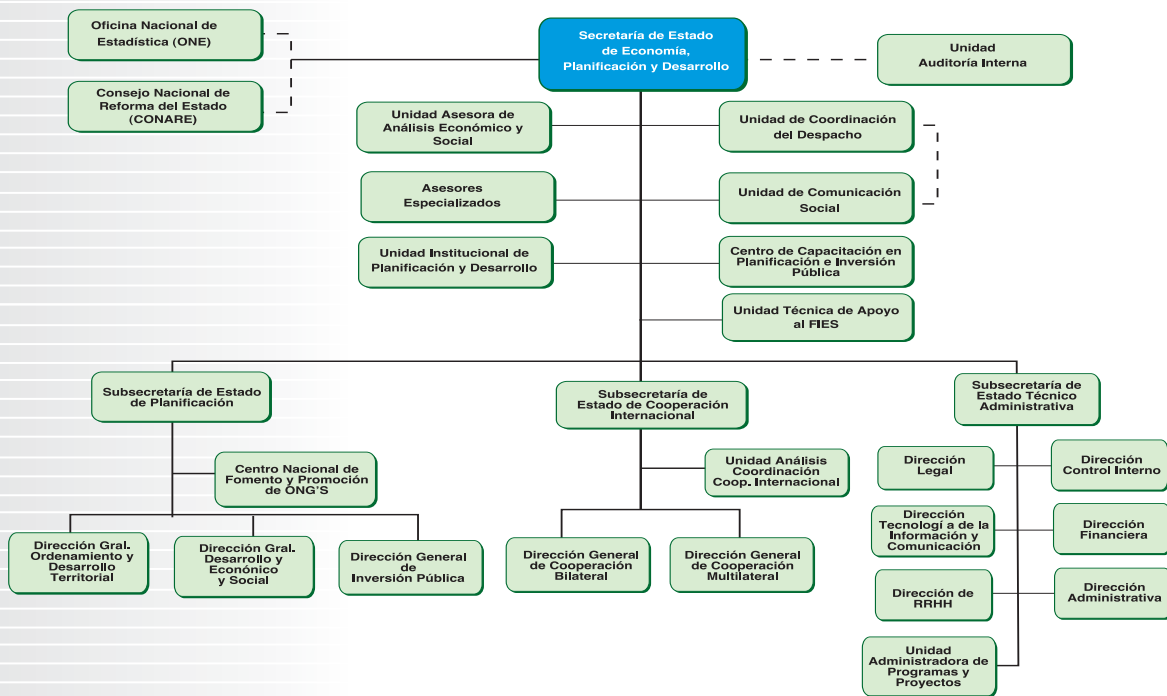 Oficina Nacional de
Estadística (ONE)
Secretaría de Estado
de Economía,
Planificación y Desarrollo
Unidad
Auditoría Interna
Consejo Nacional de
Reforma del Estado
(CONARE)
Unidad Asesora de
Análisis Económico y
Social
Unidad de Coordinación
del Despacho
Asesores
Especializados
Unidad de Comunicación
Social
Unidad Institucional de
Planificación y Desarrollo
Centro de Capacitación en
Planificación e Inversión
Pública
Unidad Técnica de Apoyo
al FIES
Subsecretaría de Estado
de Planificación
Subsecretaría de
Estado de Cooperación
Internacional
Subsecretaría de
Estado Técnico
Administrativa
Centro Nacional de
Fomento y Promoción
de ONG'S
Unidad Análisis
Coordinación
Coop. Internacional
Dirección
Legal
Dirección
Control Interno
Dirección Gral.
Ordenamiento y
Desarrollo
Territorial
Dirección Gral.
Desarrollo y
Económico
y Social
Dirección General
de
Inversión Pública
Dirección General
de Cooperación
Bilateral
Dirección General
de Cooperación
Multilateral
Dirección
Tecnologí a de la
Información y
Comunicación
Dirección
Financiera
Dirección de
RRHH
Dirección
Administrativa
Unidad
Administradora de
Programas y
Proyectos